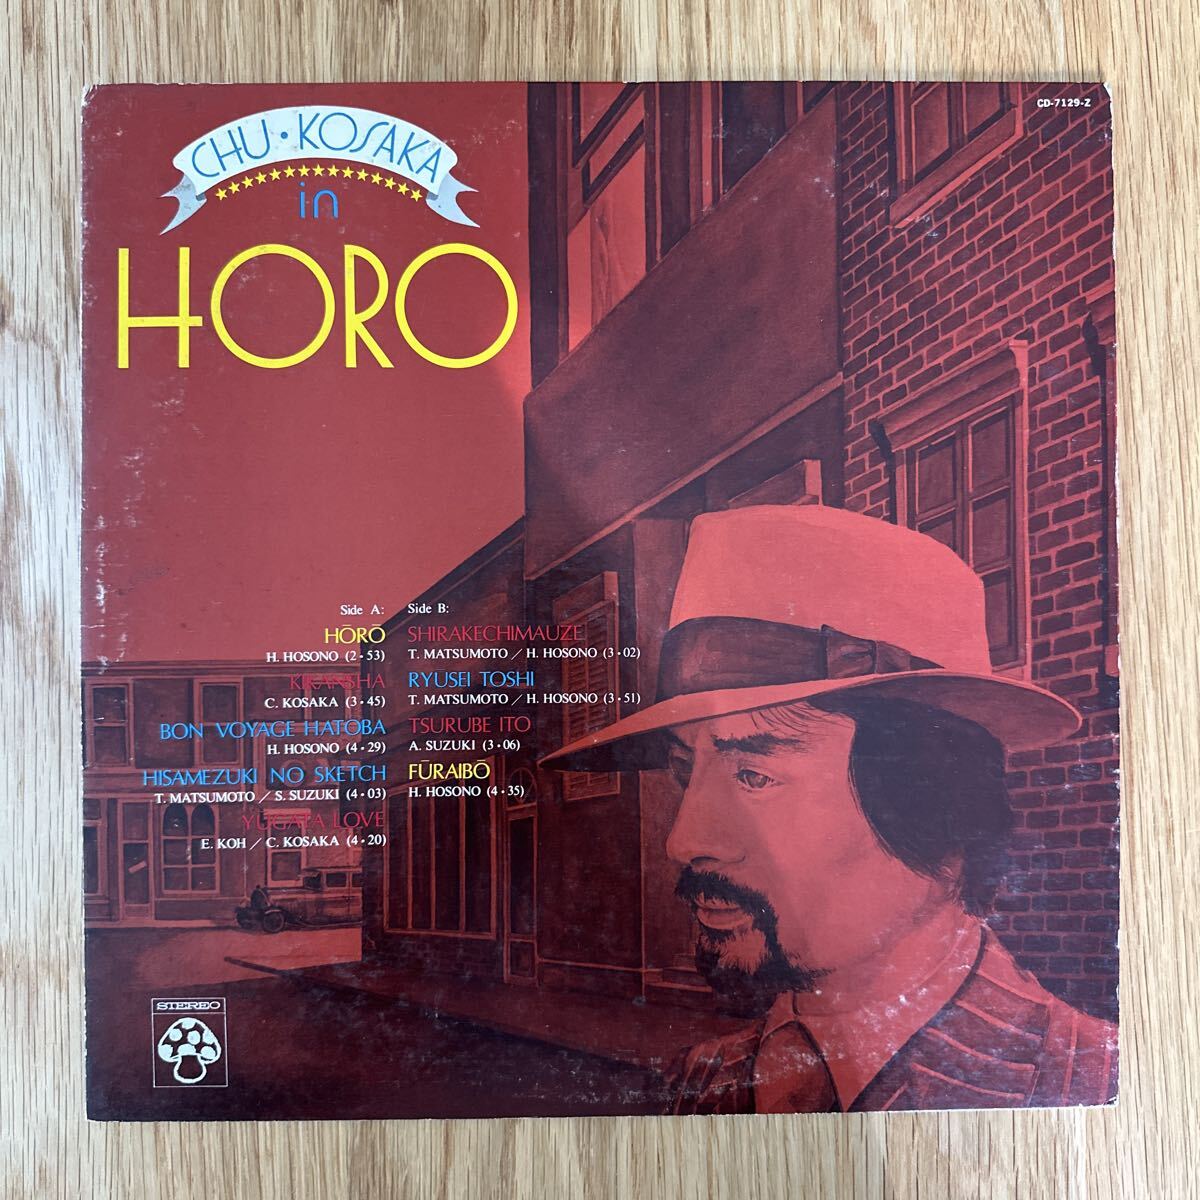 CD-7129-Z
CHU·KOSAKA
in
HORO
Side A:
HŌRŌ
H. HOSONO (2·53)
KIKANSHA
C. KOSAKA (3·45)
BON VOYAGE HATOBA
H. HOSONO (4·29)
HISAMEZUKI NO SKETCH
T. MATSUMOTO / S. SUZUKI (4·03)
YŪGATA LOVE
E. KOH / C. KOSAKA (4·20)
Side B:
SHIRAKECHIMAUZE
T. MATSUMOTO / H. HOSONO (3·02)
RYŪSEI TOSHI
T. MATSUMOTO / H. HOSONO (3·51)
TSURUBE ITO
A. SUZUKI (3·06)
FŪRAIBŌ
H. HOSONO (4·35)
STEREO